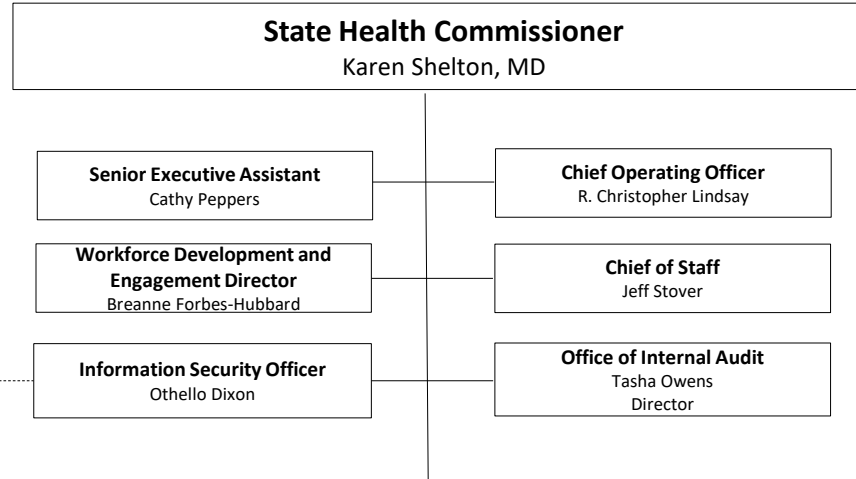 State Health Commissioner
Karen Shelton, MD
Senior Executive Assistant
Cathy Peppers
Chief Operating Officer
R. Christopher Lindsay
Workforce Development and
Engagement Director
Breanne Forbes-Hubbard
Chief of Staff
Jeff Stover
Information Security Officer
Othello Dixon
Office of Internal Audit
Tasha Owens
Director